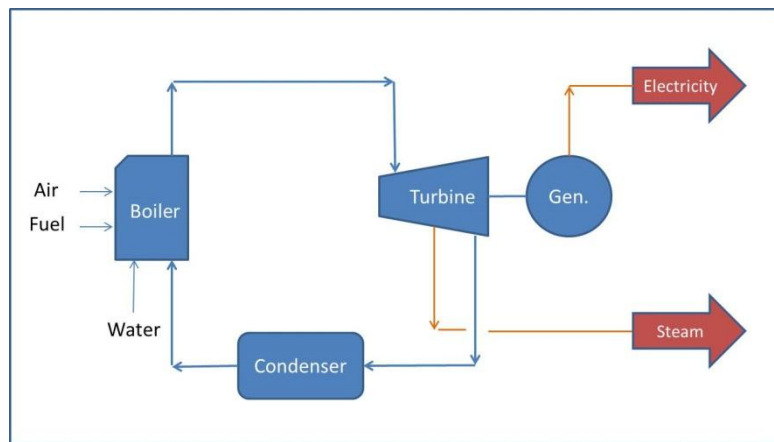 Electricity
Air
Fuel
Boiler
Turbine
Gen.
Water
Steam
Condenser